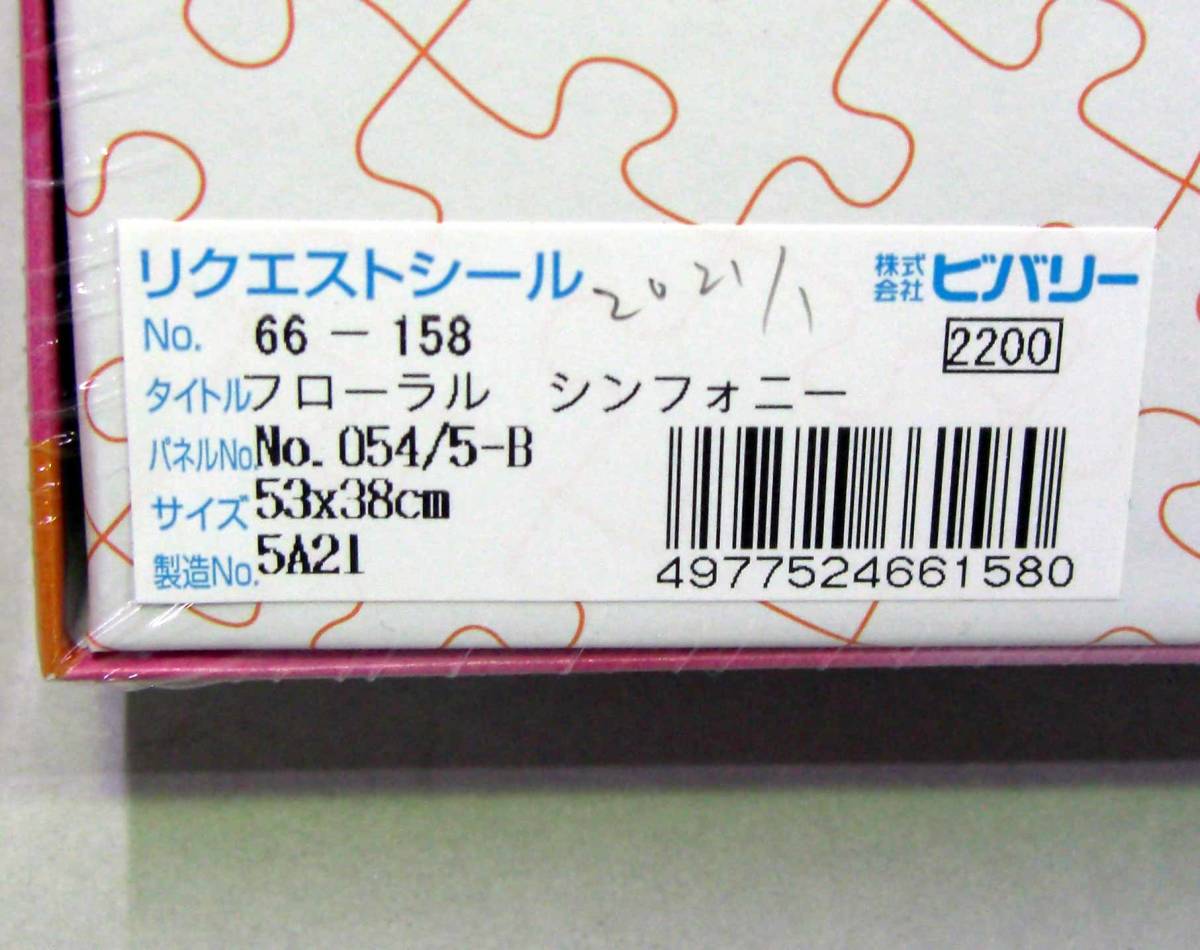 リクエストシール 2021/1 株式会社 ビバリー
No. 66-158
2200
タイトル フローラル シンフォニー
パネルNo. No. 054/5-B
サイズ 53x38cm
製造No. 5A21
4977524661580